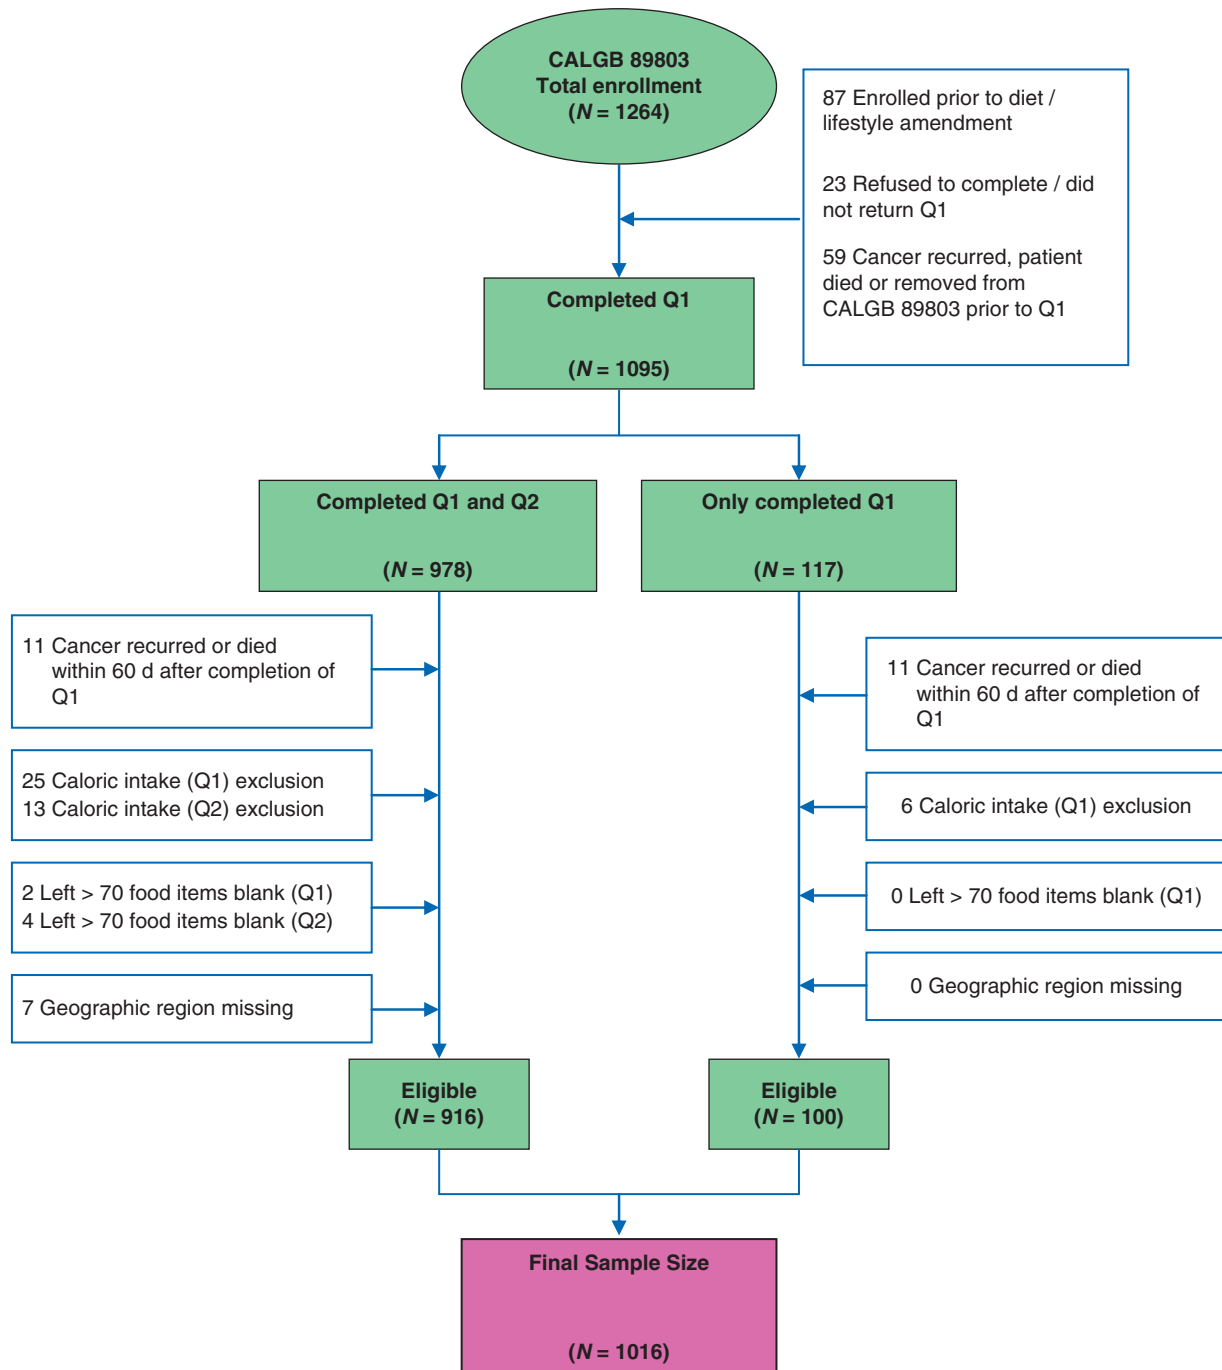 CALGB 89803
Total enrollment
(N = 1264)
87 Enrolled prior to diet /
lifestyle amendment
23 Refused to complete / did
not return Q1
59 Cancer recurred, patient
died or removed from
CALGB 89803 prior to Q1
Completed Q1
(N = 1095)
Completed Q1 and Q2
(N = 978)
Only completed Q1
(N = 117)
11 Cancer recurred or died
within 60 d after completion of
Q1
11 Cancer recurred or died
within 60 d after completion of
Q1
25 Caloric intake (Q1) exclusion
13 Caloric intake (Q2) exclusion
6 Caloric intake (Q1) exclusion
2 Left > 70 food items blank (Q1)
4 Left > 70 food items blank (Q2)
0 Left > 70 food items blank (Q1)
7 Geographic region missing
0 Geographic region missing
Eligible
(N = 916)
Eligible
(N = 100)
Final Sample Size
(N = 1016)